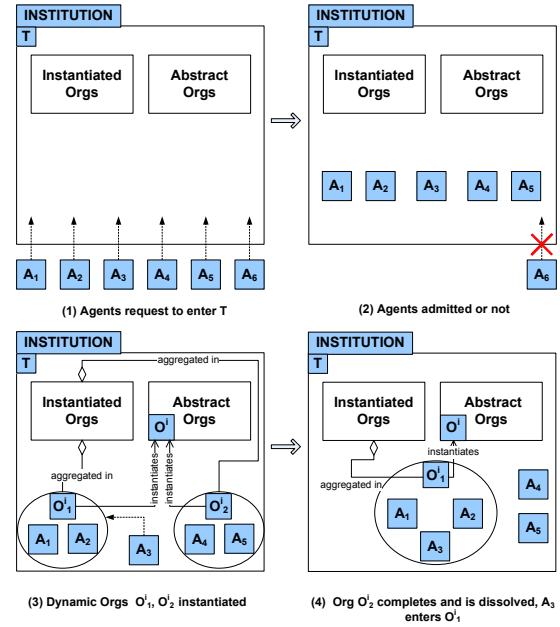 INSTITUTION
T
Instantiated
Orgs
Abstract
Orgs
A1 A2 A3 A4 A5 A6
(1) Agents request to enter T
INSTITUTION
T
Instantiated
Orgs
Abstract
Orgs
A1 A2 A3 A4 A5
A6
(2) Agents admitted or not
INSTITUTION
T
aggregated in
Instantiated
Orgs
Abstract
Orgs
Oi
aggregated in
instantiates
instantiates
Oi1
Oi2
A1 A2
A3
A4 A5
(3) Dynamic Orgs Oi1, Oi2 instantiated
INSTITUTION
T
Instantiated
Orgs
Abstract
Orgs
Oi
instantiates
aggregated in
Oi1
A1 A2
A3
A4
A5
(4) Org Oi2 completes and is dissolved, A3
enters Oi1